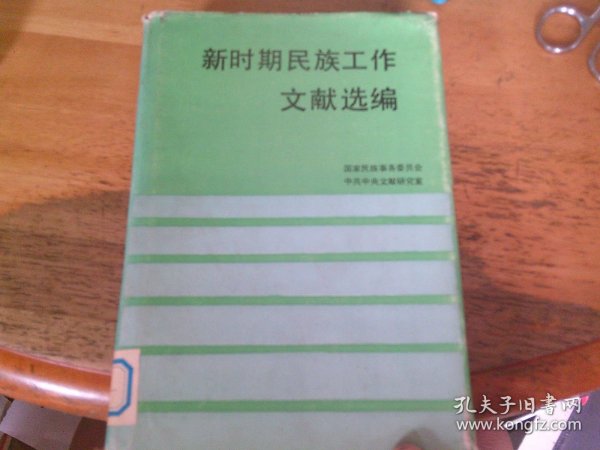 新时期民族工作
文献选编
国家民族事务委员会
中共中央文献研究室
孔夫子旧书网
www.kongfz.com